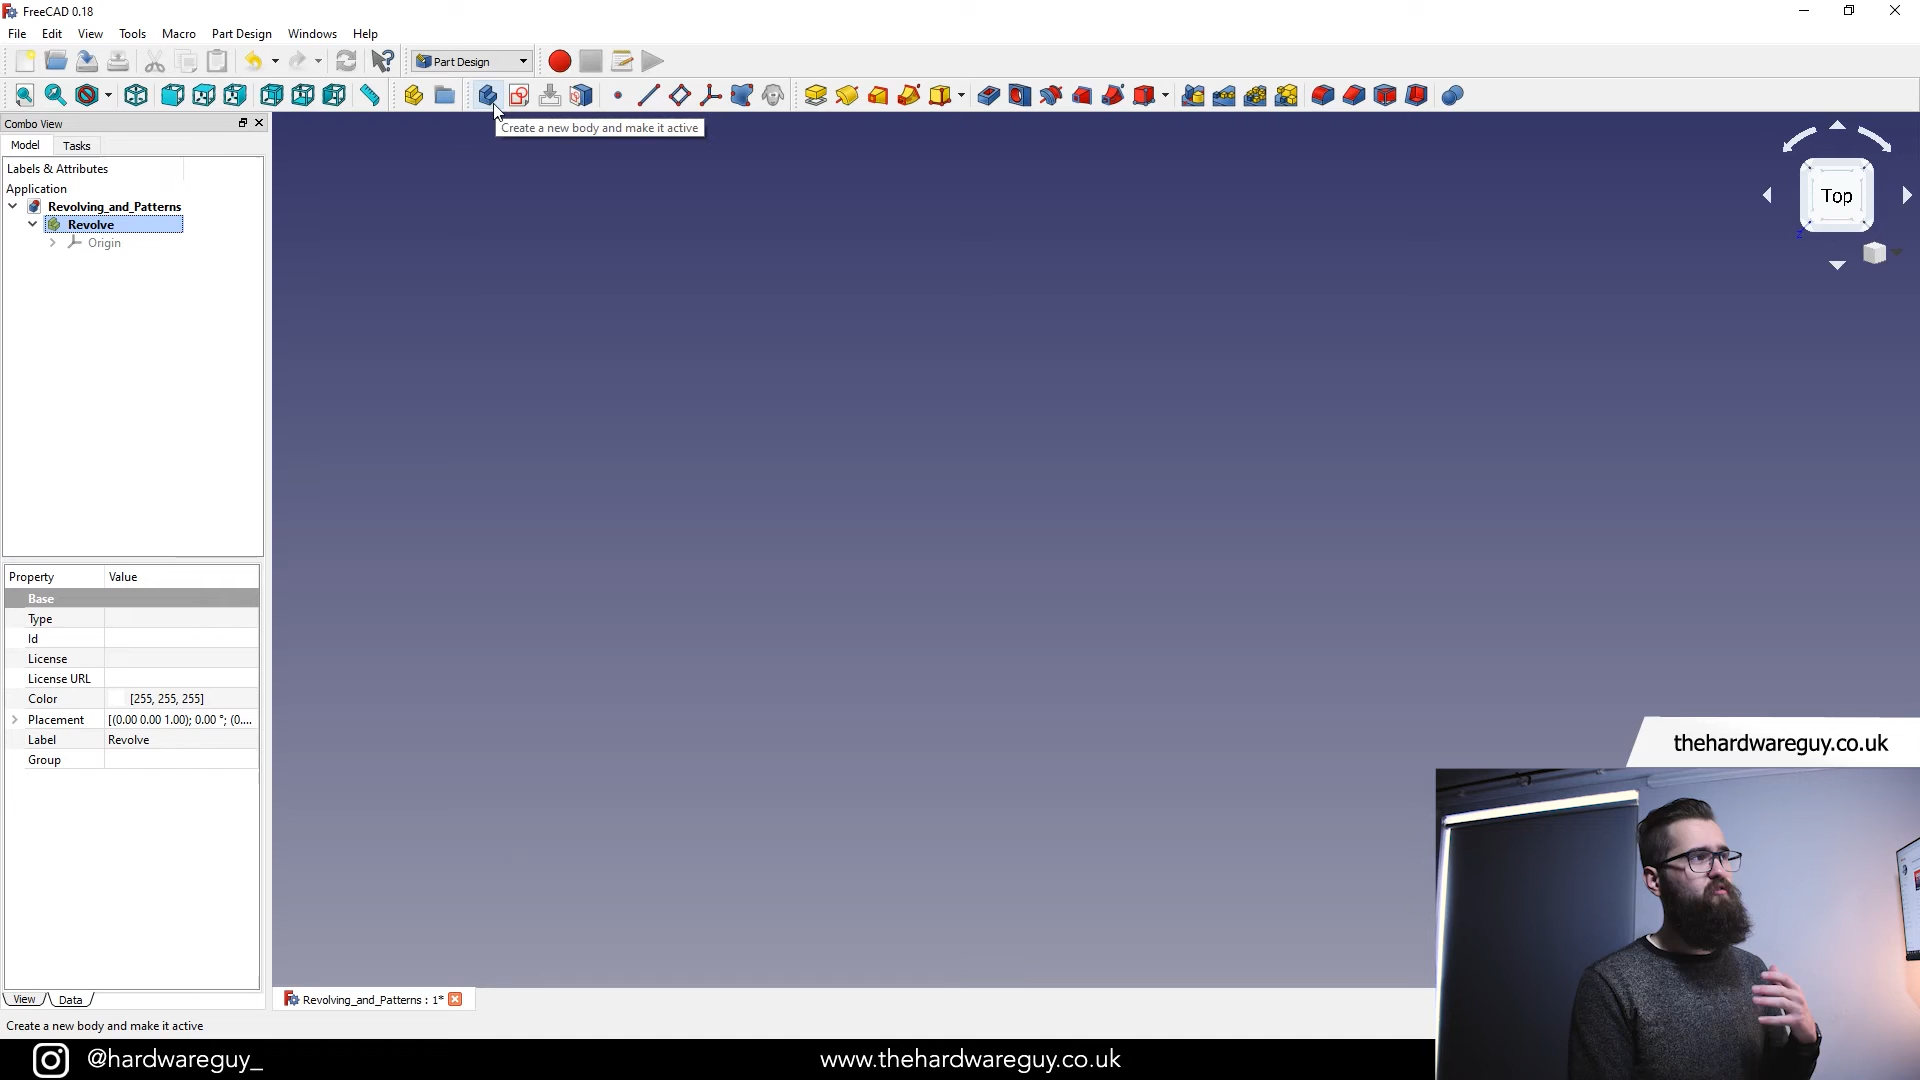 FreeCAD 0.18
File Edit View Tools Macro Part Design Windows Help
Part Design
Combo View
Create a new body and make it active
Model Tasks
Labels & Attributes
Application
Revolving_and_Patterns
Revolve
Origin
Top
Z
Property Value
Base
Type
Id
License
License URL
Color [255, 255, 255]
Placement [(0.00 0.00 1.00); 0.00 °; (0....
Label Revolve
Group
thehardwareguy.co.uk
View Data
Revolving_and_Patterns : 1*
Create a new body and make it active
@hardwareguy_
www.thehardwareguy.co.uk